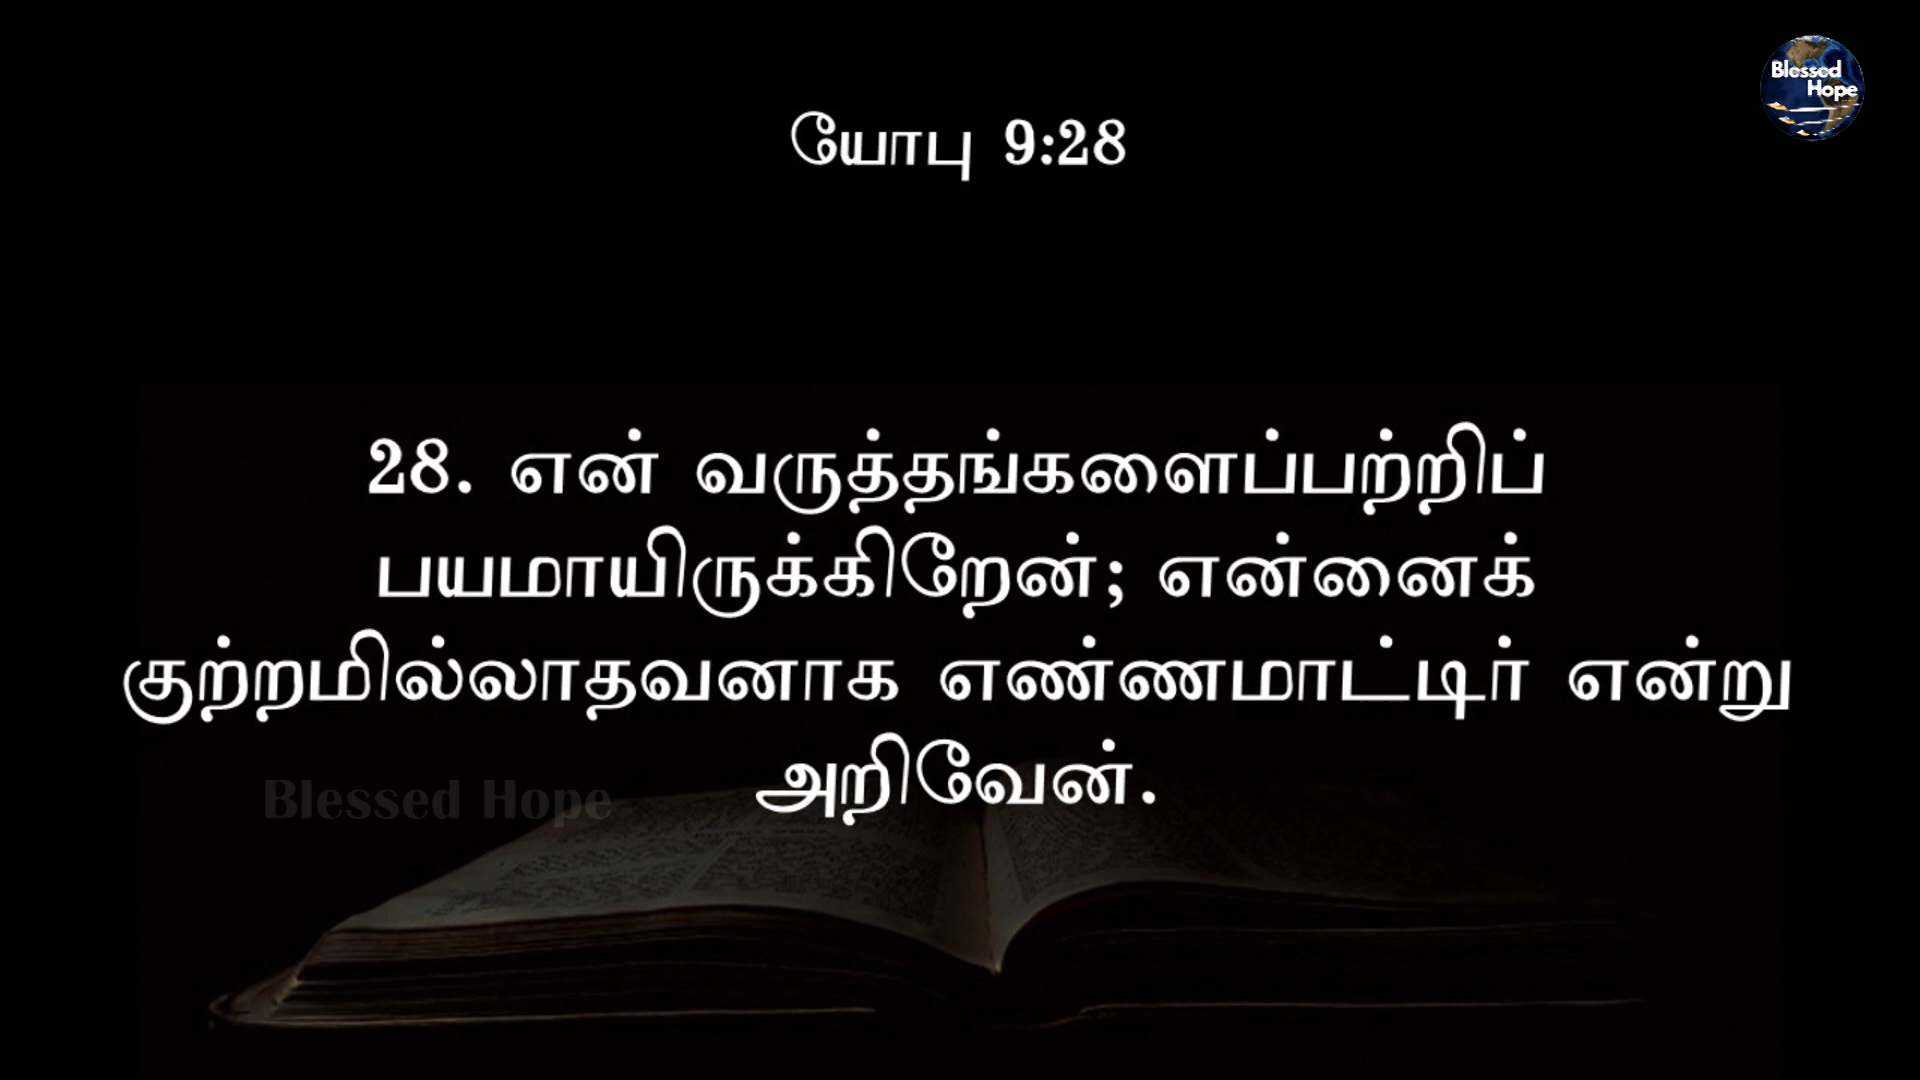 Blessed
Hope
யோபு 9:28
28. என் வருத்தங்களைப்பற்றிப்
பயமாயிருக்கிறேன்; என்னைக்
குற்றமில்லாதவனாக எண்ணமாட்டிர் என்று
அறிவேன்.
Blessed Hope